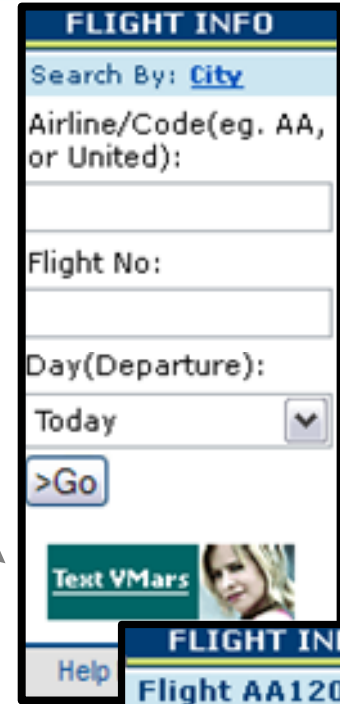 FLIGHT INFO
Search By: City
Airline/Code(eg. AA,
or United):
Flight No:
Day(Departure):
Today
>Go
Text VMars
Help
FLIGHT IN
Flight AA120